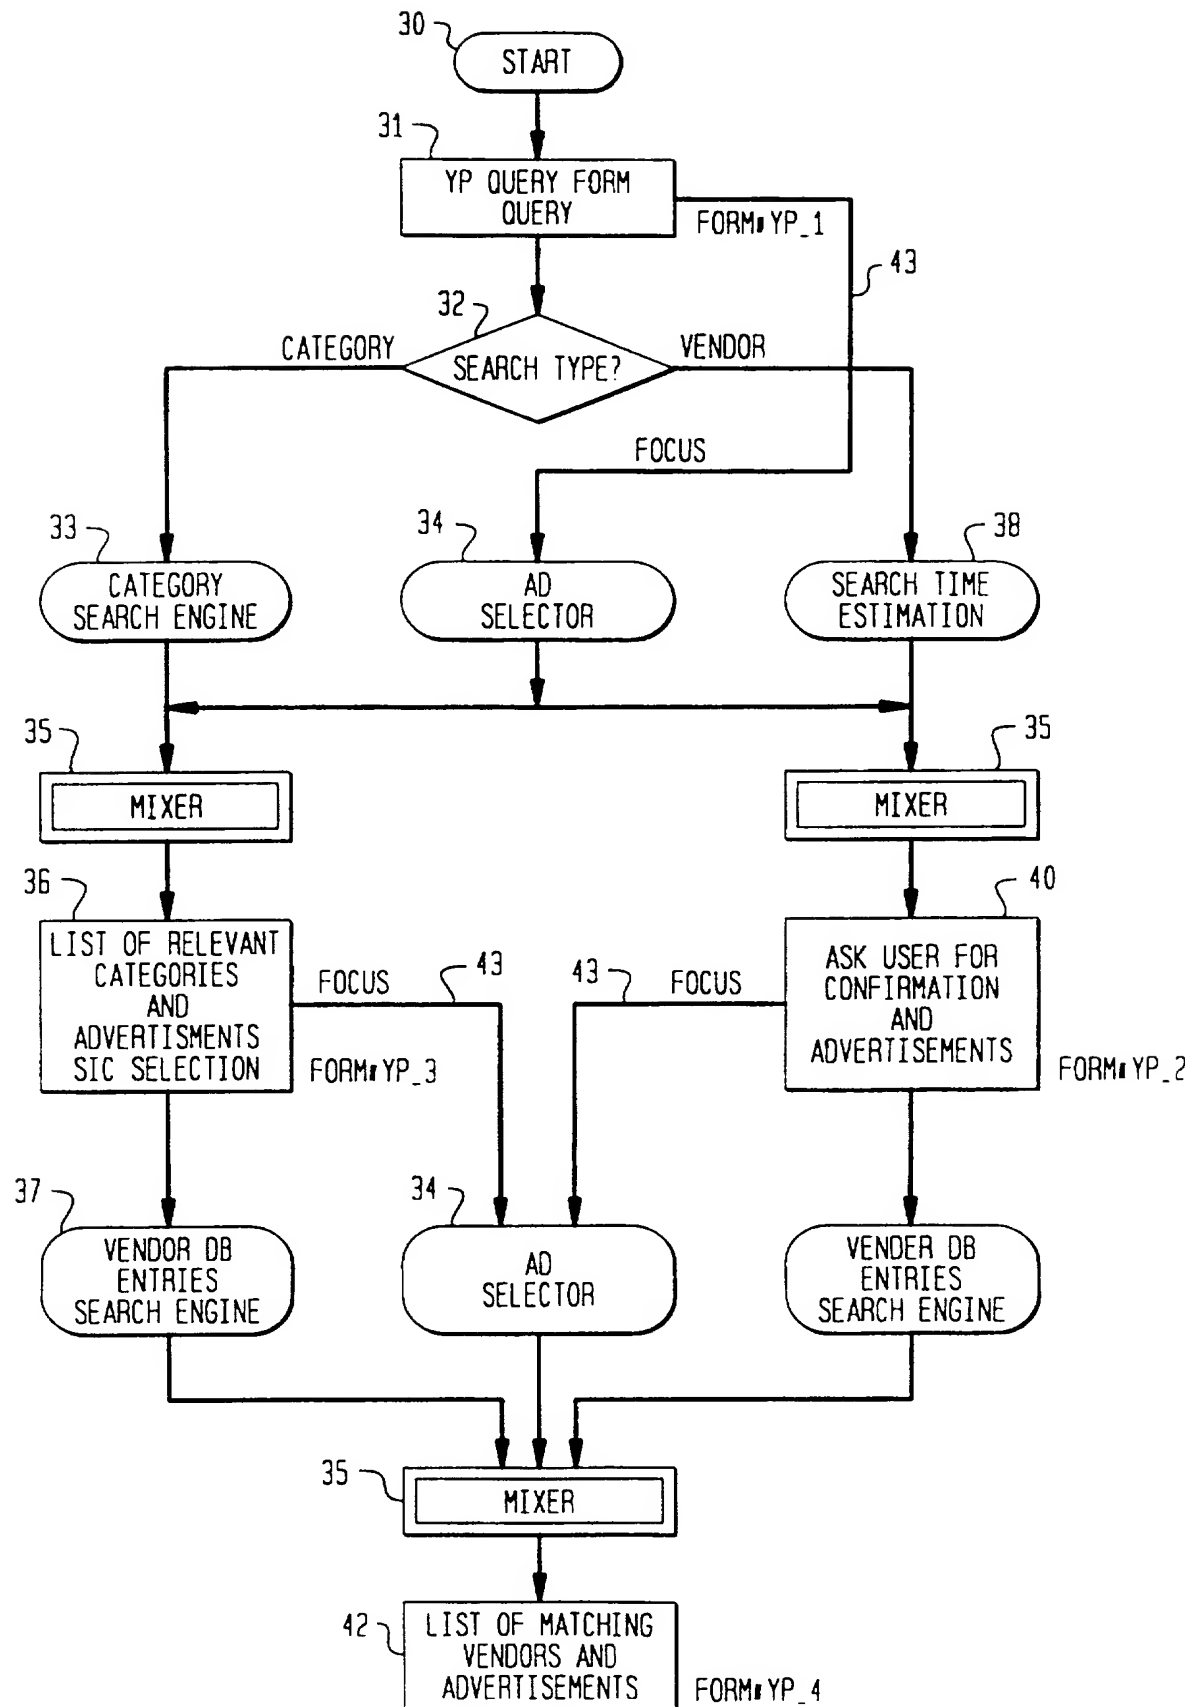 30
START
31
YP QUERY FORM
QUERY
FORM#YP_1
43
32
CATEGORY
SEARCH TYPE?
VENDOR
FOCUS
33
CATEGORY
SEARCH ENGINE
34
AD
SELECTOR
38
SEARCH TIME
ESTIMATION
35
MIXER
35
MIXER
36
LIST OF RELEVANT
CATEGORIES
AND
ADVERTISMENTS
SIC SELECTION
FORM#YP_3
FOCUS
43
43
FOCUS
40
ASK USER FOR
CONFIRMATION
AND
ADVERTISEMENTS
FORM#YP_2
37
VENDOR DB
ENTRIES
SEARCH ENGINE
34
AD
SELECTOR
VENDER DB
ENTRIES
SEARCH ENGINE
35
MIXER
42
LIST OF MATCHING
VENDORS AND
ADVERTISEMENTS
FORM#YP_4